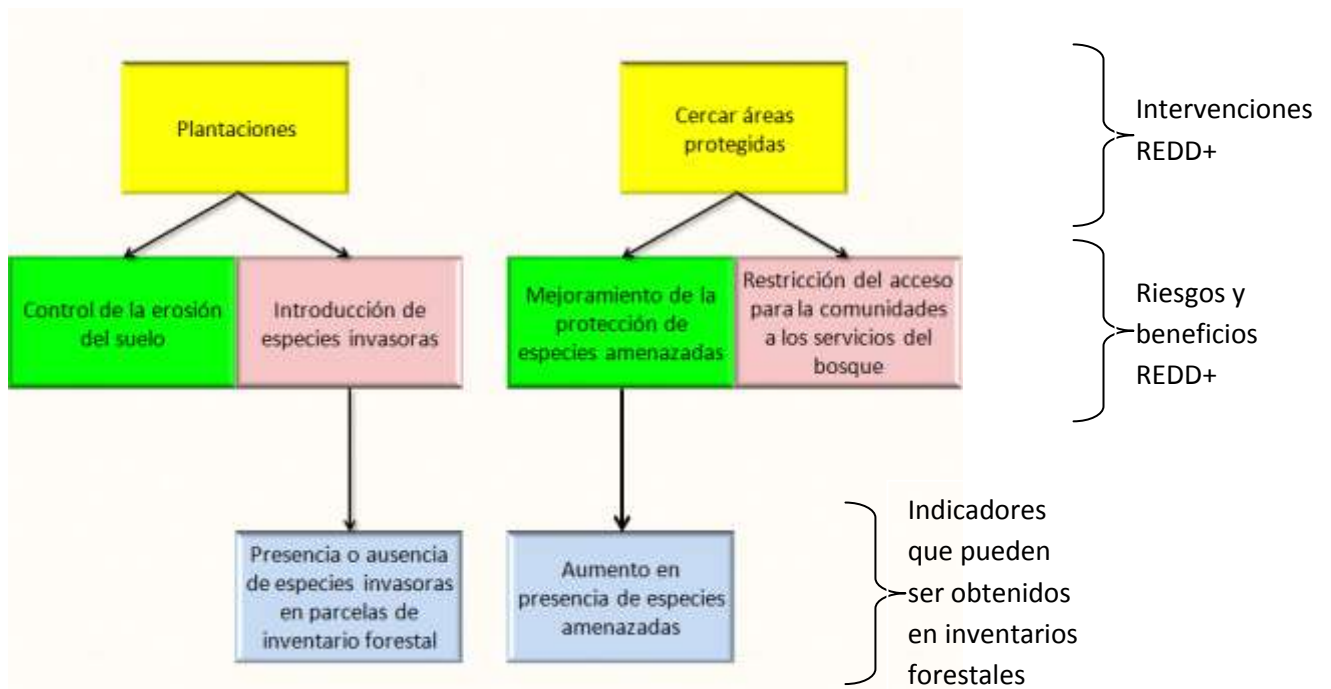 Plantaciones
Cercar áreas
protegidas
Intervenciones
REDD+
Control de la erosión
del suelo
Introducción de
especies invasoras
Mejoramiento de la
protección de
especies amenazadas
Restricción del acceso
para la comunidades
a los servicios del
bosque
Riesgos y
beneficios
REDD+
Presencia o ausencia
de especies invasoras
en parcelas de
inventario forestal
Aumento en
presencia de especies
amenazadas
Indicadores
que pueden
ser obtenidos
en inventarios
forestales